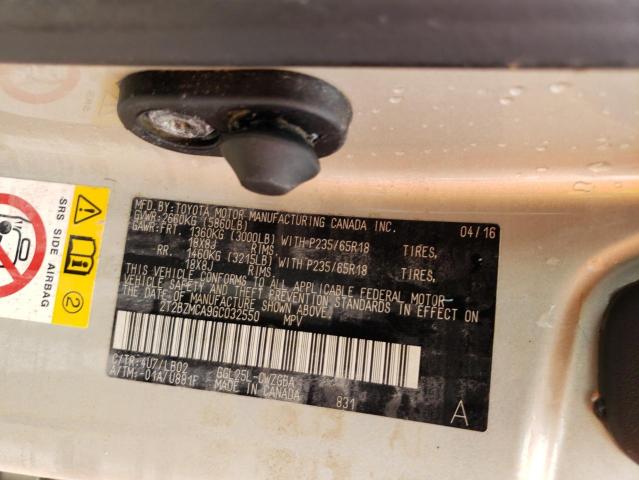 MFD.BY:TOYOTA MOTOR MANUFACTURING CANADA INC. 04/16
GVWR:2660KG (5860LB)
GAWR:FRT. 1360KG (3000LB) WITH P235/65R18 TIRES,
18X8J RIMS
RR. 1460KG (3215LB) WITH P235/65R18 TIRES,
18X8J RIMS
THIS VEHICLE CONFORMS TO ALL APPLICABLE FEDERAL MOTOR
VEHICLE SAFETY AND THEFT PREVENTION STANDARDS IN EFFECT ON
THE DATE OF MANUFACTURE SHOWN ABOVE.
2T2BZMCA9GC032550 MPV
C/TR:4U7/LB02 GGL25L-CWZGBA
A/TM:-01A/U881F MADE IN CANADA 831
A
SRS SIDE AIRBAG
2